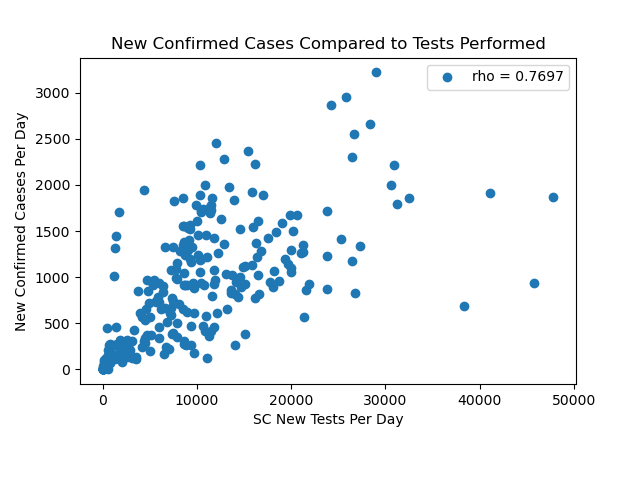 New Confirmed Cases Compared to Tests Performed
rho = 0.7697
New Confirmed Caeses Per Day
3000
2500
2000
1500
1000
500
0
0 10000 20000 30000 40000 50000
SC New Tests Per Day